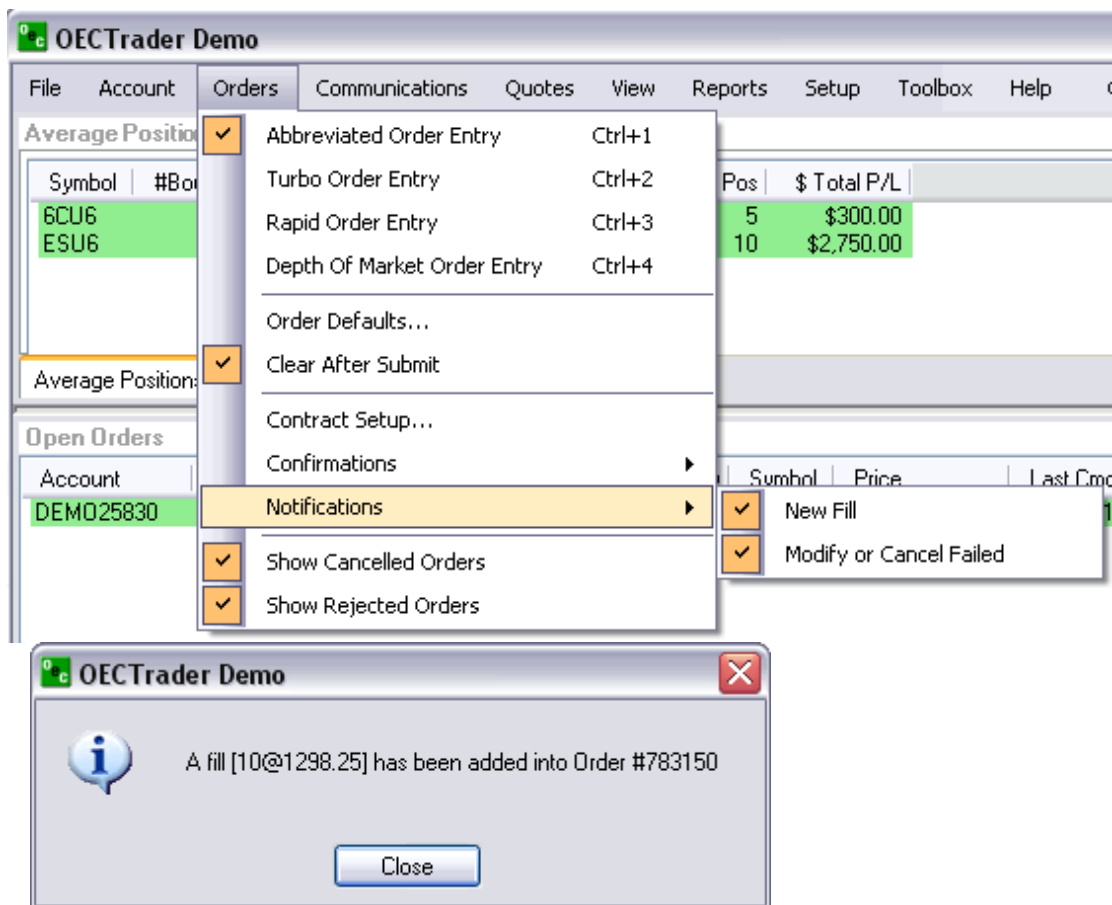 OECTrader Demo
File Account Orders Communications Quotes View Reports Setup Toolbox Help
Average
Abbreviated Order Entry Ctrl+1
Symbol Pos $ Total P/L
Turbo Order Entry Ctrl+2
6CU6 5 $300.00
Rapid Order Entry Ctrl+3
ESU6 10 $2,750.00
Depth Of Market Order Entry Ctrl+4
Order Defaults...
Clear After Submit
Average Position
Contract Setup...
Open Orders
Confirmations
Account Symbol Price Last
DEMO25830 Notifications
New Fill
Modify or Cancel Failed
Show Cancelled Orders
Show Rejected Orders
OECTrader Demo
A fill [10@1298.25] has been added into Order #783150
Close